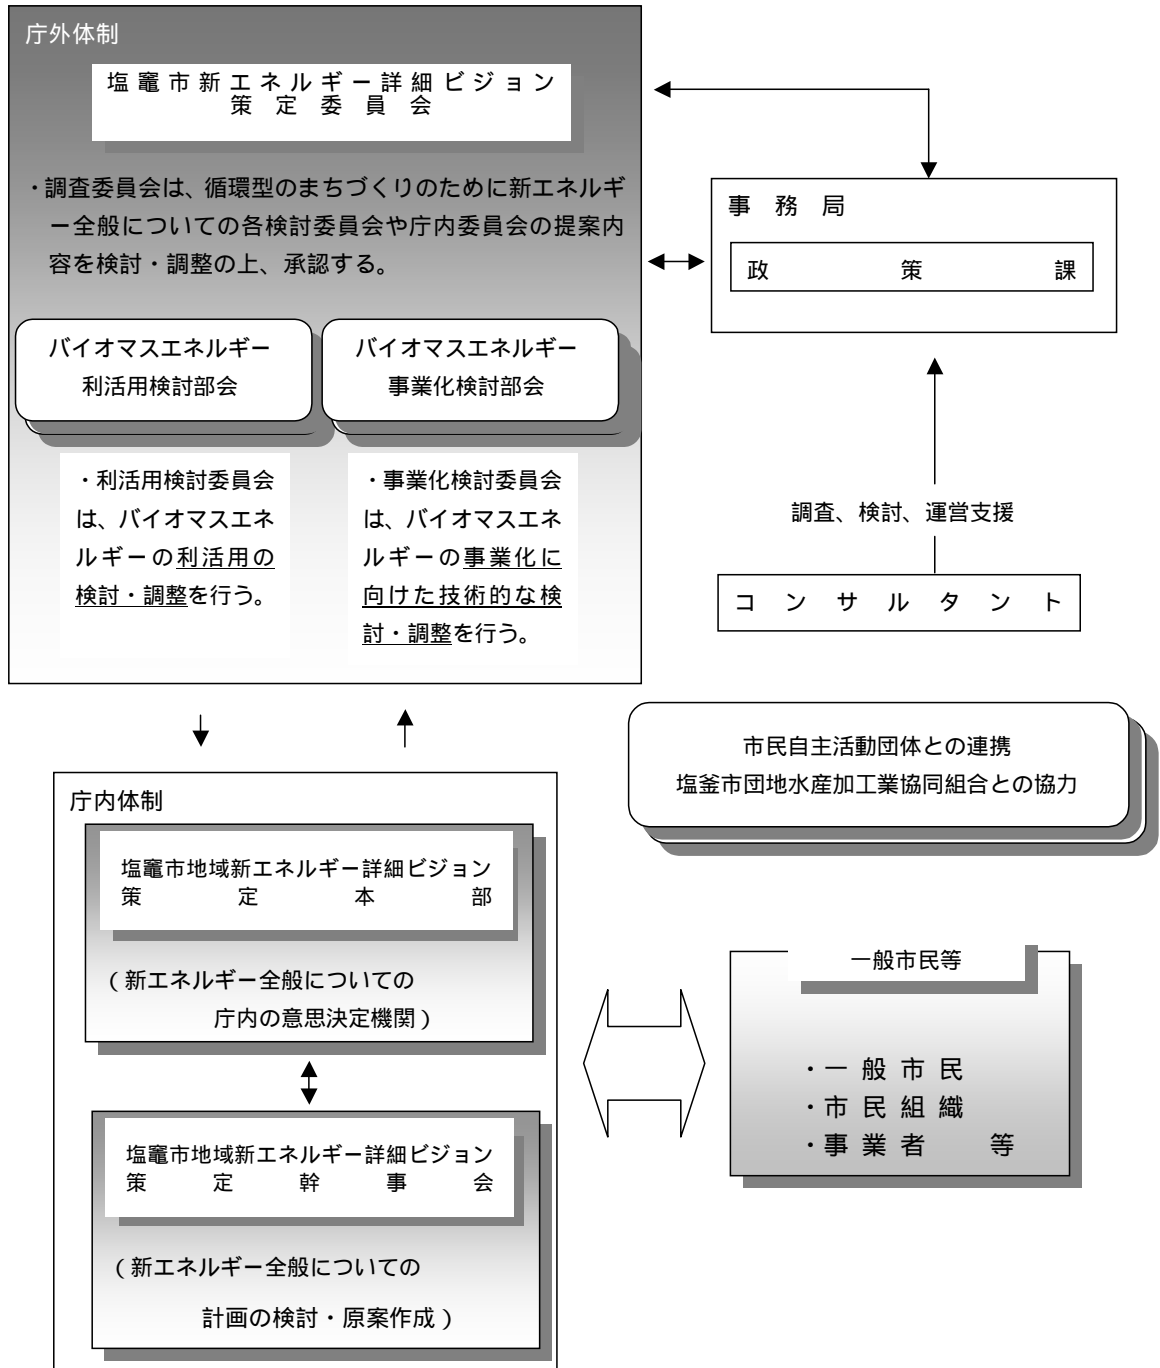 庁外体制
塩竈市新エネルギー詳細ビジョン
策定委員会
・調査委員会は、循環型のまちづくりのために新エネルギ
ー全般についての各検討委員会や庁内委員会の提案内
容を検討・調整の上、承認する。
バイオマスエネルギー
利活用検討部会
バイオマスエネルギー
事業化検討部会
・利活用検討委員会
は、バイオマスエネ
ルギーの利活用の
検討・調整を行う。
・事業化検討委員会
は、バイオマスエネ
ルギーの事業化に
向けた技術的な検
討・調整を行う。
事務局
政策課
調査、検討、運営支援
コンサルタント
市民自主活動団体との連携
塩釜市団地水産加工業協同組合との協力
庁内体制
塩竈市地域新エネルギー詳細ビジョン
策定本部
(新エネルギー全般についての
庁内の意思決定機関)
塩竈市地域新エネルギー詳細ビジョン
策定幹事会
(新エネルギー全般についての
計画の検討・原案作成)
一般市民等
・一般市民
・市民組織
・事業者 等